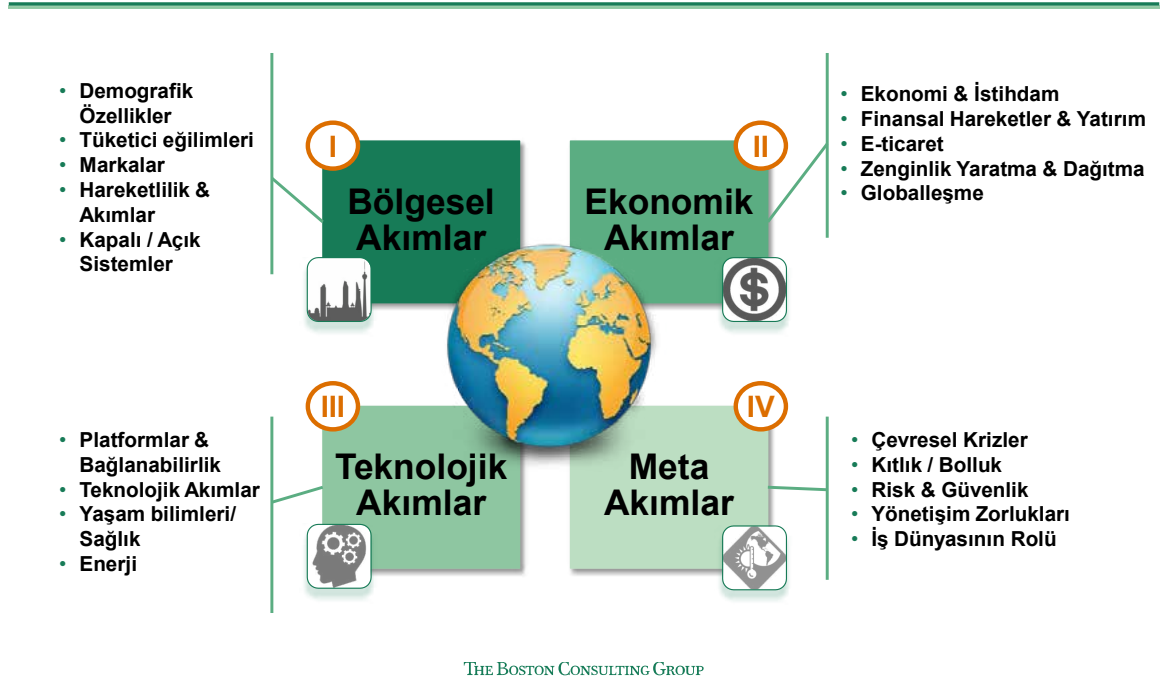 • Demografik
Özellikler
• Tüketici eğilimleri
• Markalar
• Hareketlilik &
Akımlar
• Kapalı / Açık
Sistemler
I
Bölgesel
Akımlar
II
Ekonomik
Akımlar
$
• Ekonomi & İstihdam
• Finansal Hareketler & Yatırım
• E-ticaret
• Zenginlik Yaratma & Dağıtma
• Globalleşme
• Platformlar &
Bağlanabilirlik
• Teknolojik Akımlar
• Yaşam bilimleri/
Sağlık
• Enerji
III
Teknolojik
Akımlar
IV
Meta
Akımlar
• Çevresel Krizler
• Kıtlık / Bolluk
• Risk & Güvenlik
• Yönetişim Zorlukları
• İş Dünyasının Rolü
THE BOSTON CONSULTING GROUP